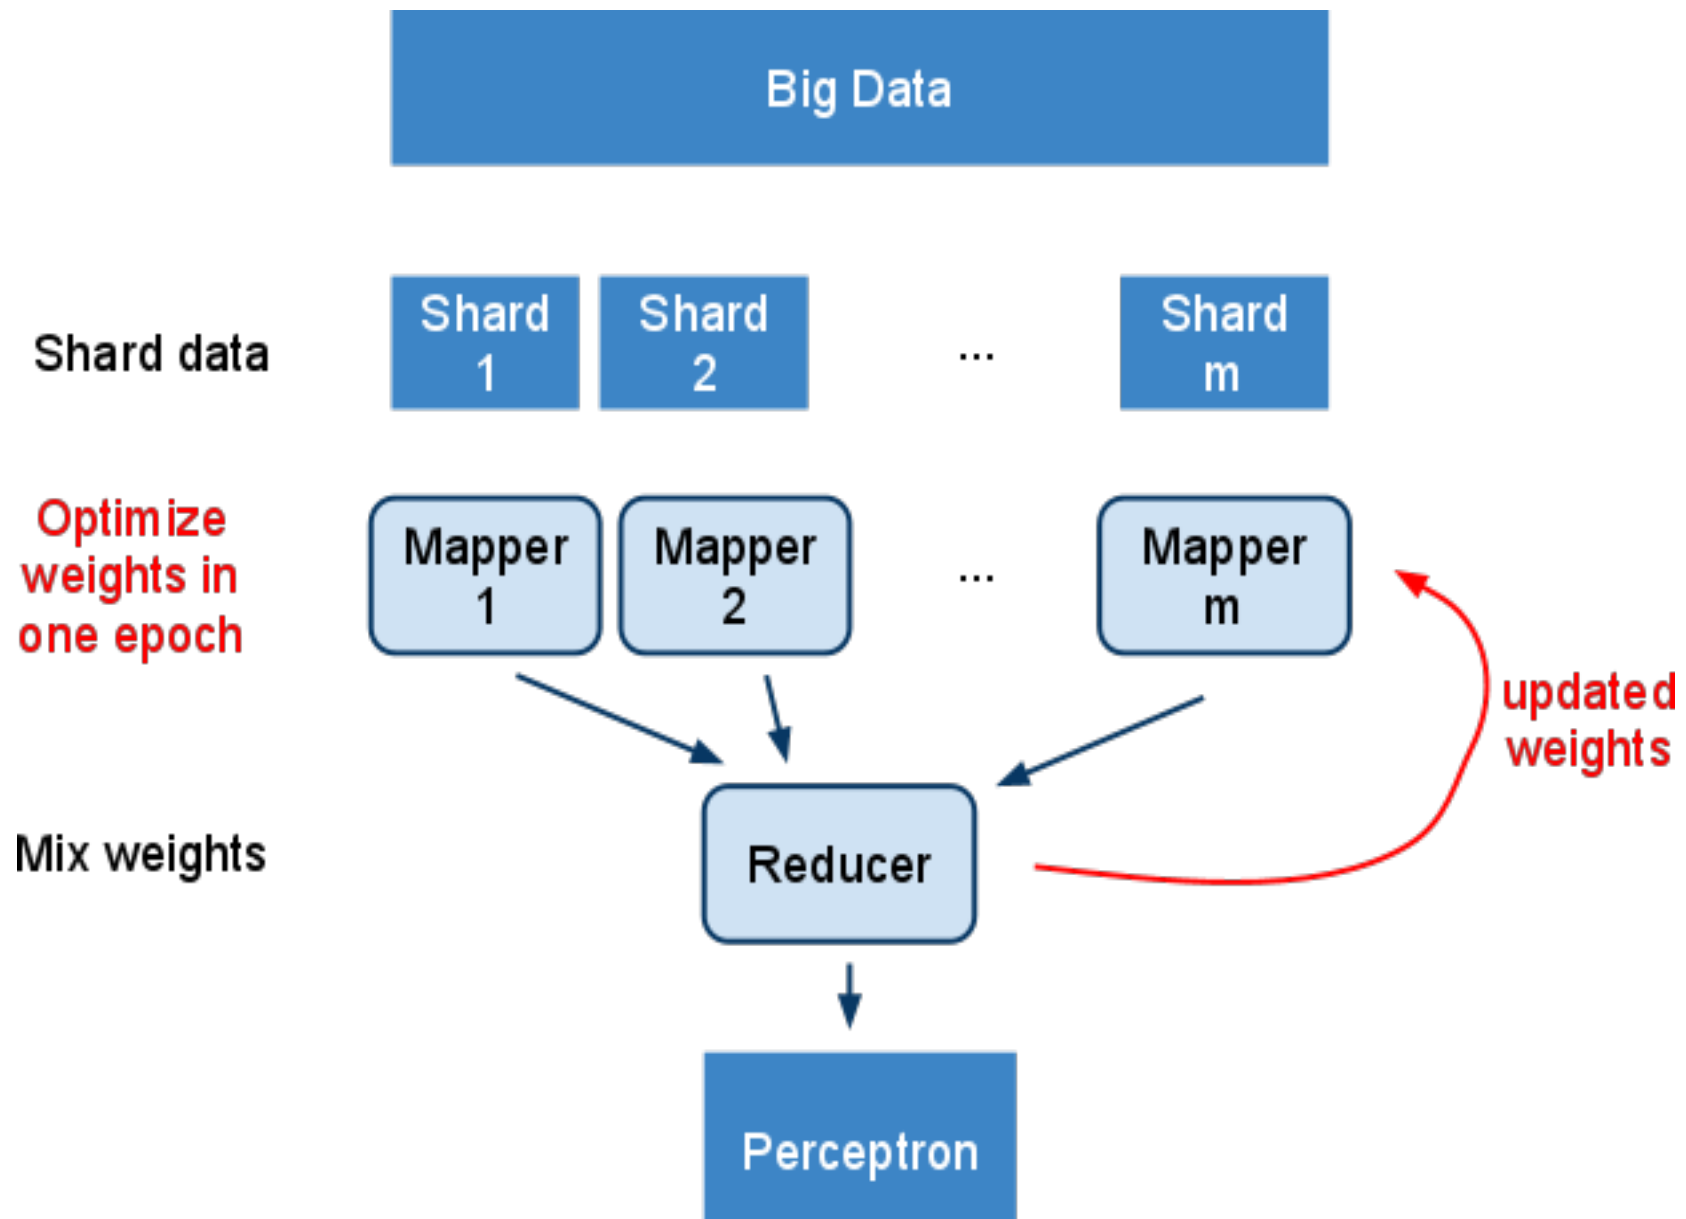 Big Data
Shard data
Shard
1
Shard
2
...
Shard
m
Optimize
weights in
one epoch
Mapper
1
Mapper
2
...
Mapper
m
updated
weights
Mix weights
Reducer
Perceptron